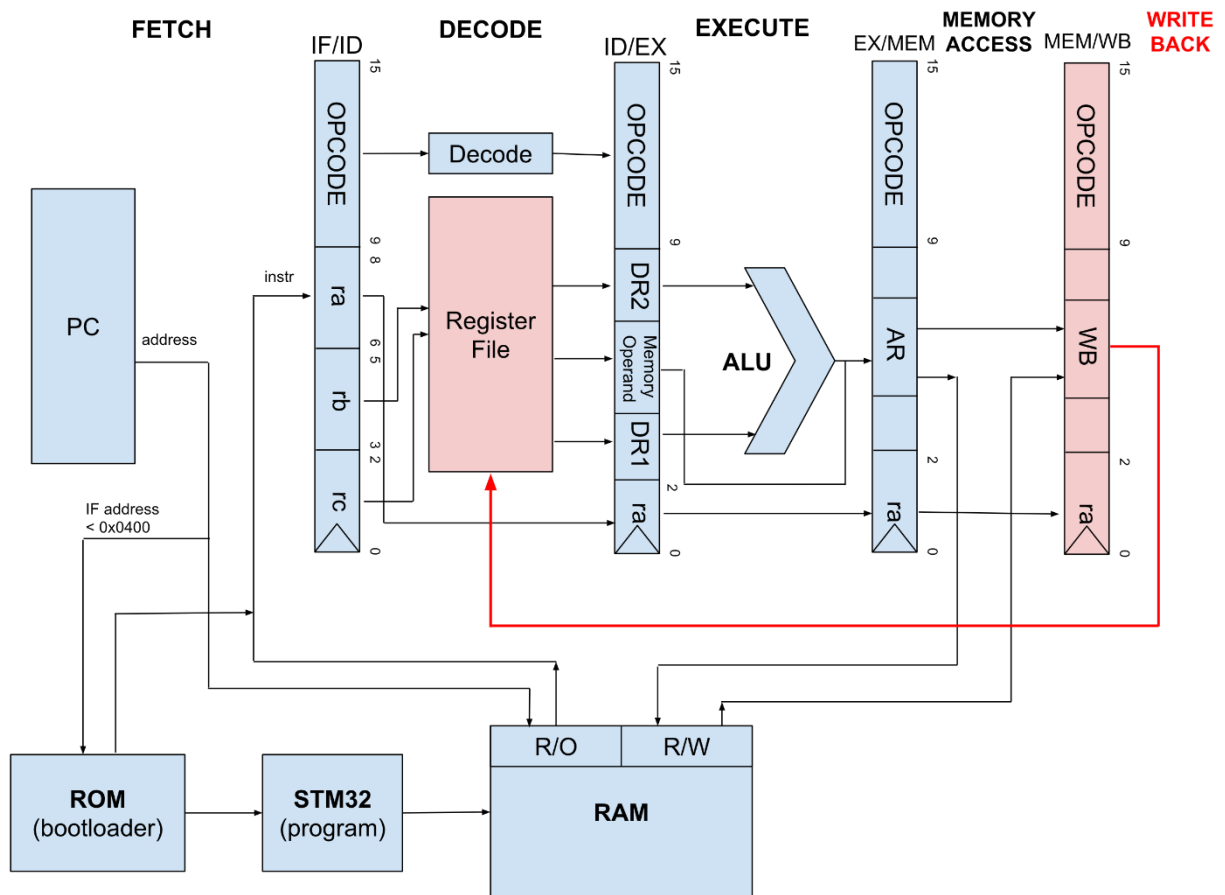 FETCH
DECODE
EXECUTE
MEMORY
ACCESS
WRITE
BACK
IF/ID
ID/EX
EX/MEM
MEM/WB
15
OPCODE
9
8
ra
6
5
rb
3
2
rc
0
Decode
Register
File
15
OPCODE
9
DR2
Memory
Operand
DR1
2
ra
0
ALU
15
OPCODE
9
AR
2
ra
0
15
OPCODE
9
WB
2
ra
0
PC
address
instr
IF address
< 0x0400
ROM
(bootloader)
STM32
(program)
R/O
R/W
RAM